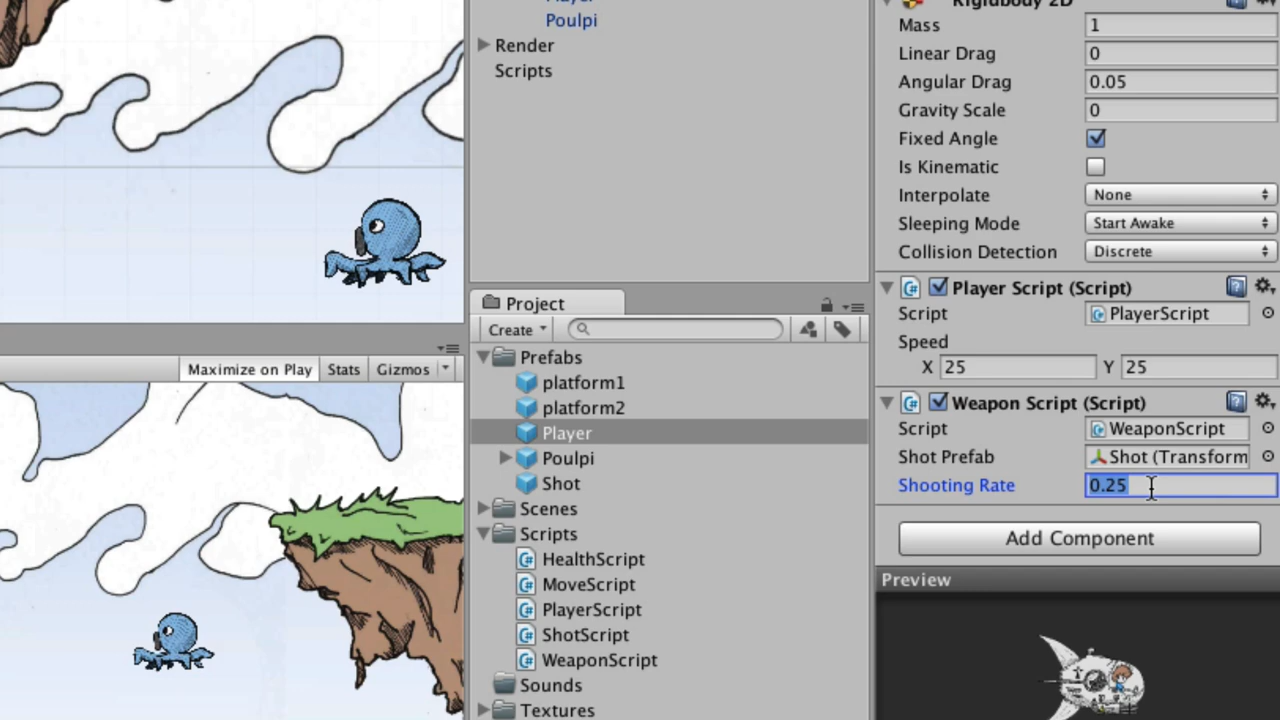 Player
Poulpi
Render
Scripts
Maximize on Play Stats Gizmos
Project
Create
Prefabs
platform1
platform2
Player
Poulpi
Shot
Scenes
Scripts
HealthScript
MoveScript
PlayerScript
ShotScript
WeaponScript
Sounds
Textures
Rigidbody 2D
Mass 1
Linear Drag 0
Angular Drag 0.05
Gravity Scale 0
Fixed Angle
Is Kinematic
Interpolate None
Sleeping Mode Start Awake
Collision Detection Discrete
Player Script (Script)
Script PlayerScript
Speed
X 25 Y 25
Weapon Script (Script)
Script WeaponScript
Shot Prefab Shot (Transform
Shooting Rate 0.25
Add Component
Preview